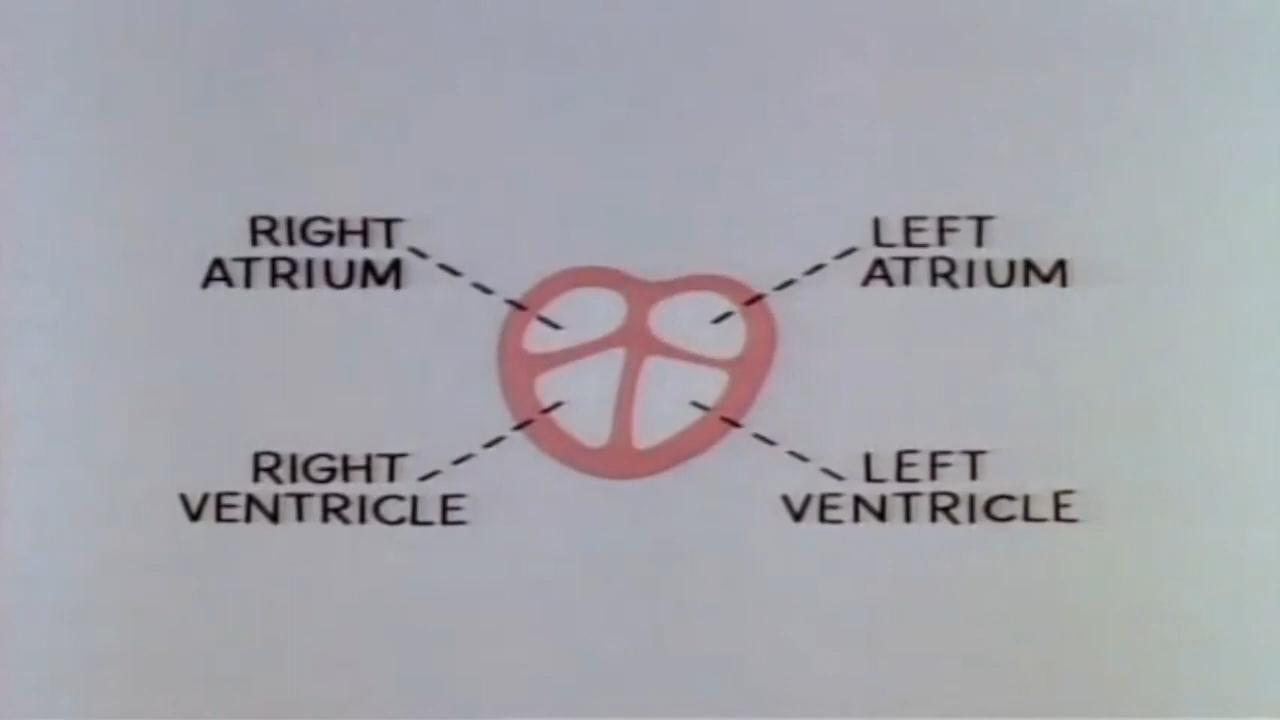 RIGHT
ATRIUM
LEFT
ATRIUM
RIGHT
VENTRICLE
LEFT
VENTRICLE